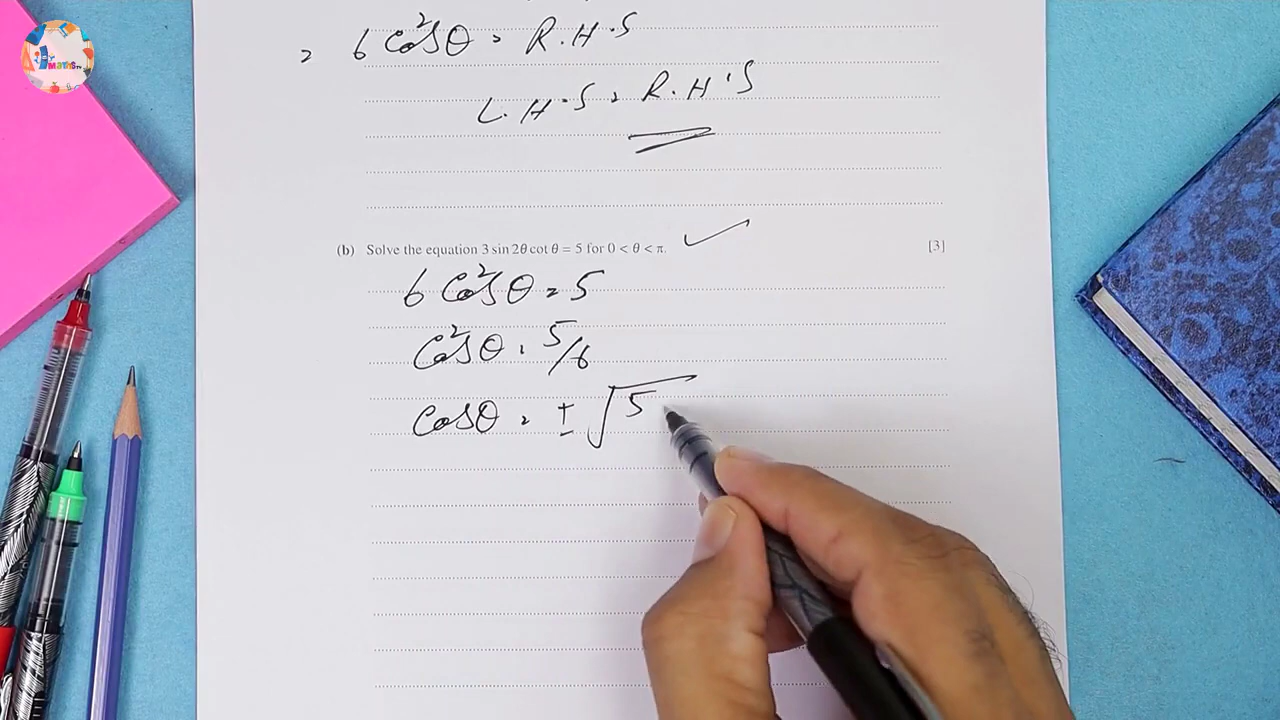 = 6 cos²θ = R.H.S
L.H.S = R.H.S
(b) Solve the equation 3 sin 2θ cot θ = 5 for 0 < θ < π. [3]
6 cos²θ = 5
cos²θ = 5/6
cosθ = ± √5
MATHS